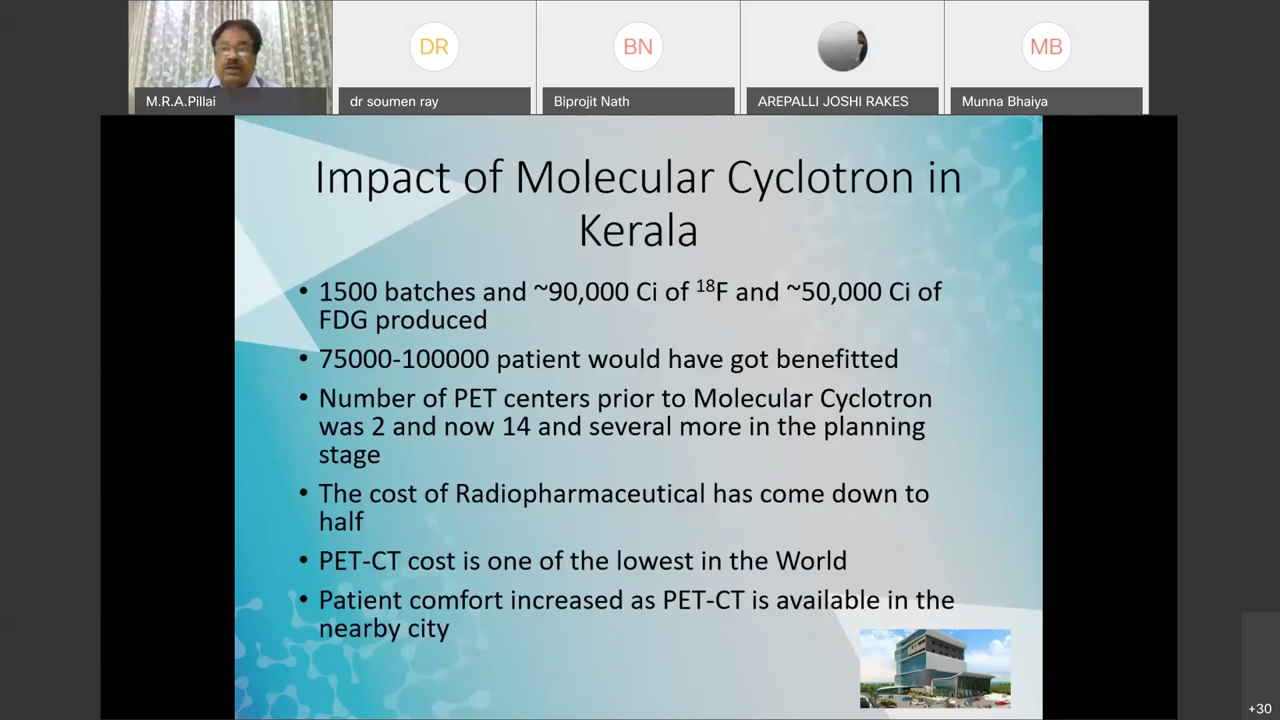 DR
BN
MB
M.R.A.Pillai
dr soumen ray
Biprojit Nath
AREPALLI JOSHI RAKES
Munna Bhaiya
Impact of Molecular Cyclotron in
Kerala
• 1500 batches and ~90,000 Ci of ¹⁸F and ~50,000 Ci of
FDG produced
• 75000-100000 patient would have got benefitted
• Number of PET centers prior to Molecular Cyclotron
was 2 and now 14 and several more in the planning
stage
• The cost of Radiopharmaceutical has come down to
half
• PET-CT cost is one of the lowest in the World
• Patient comfort increased as PET-CT is available in the
nearby city
+30